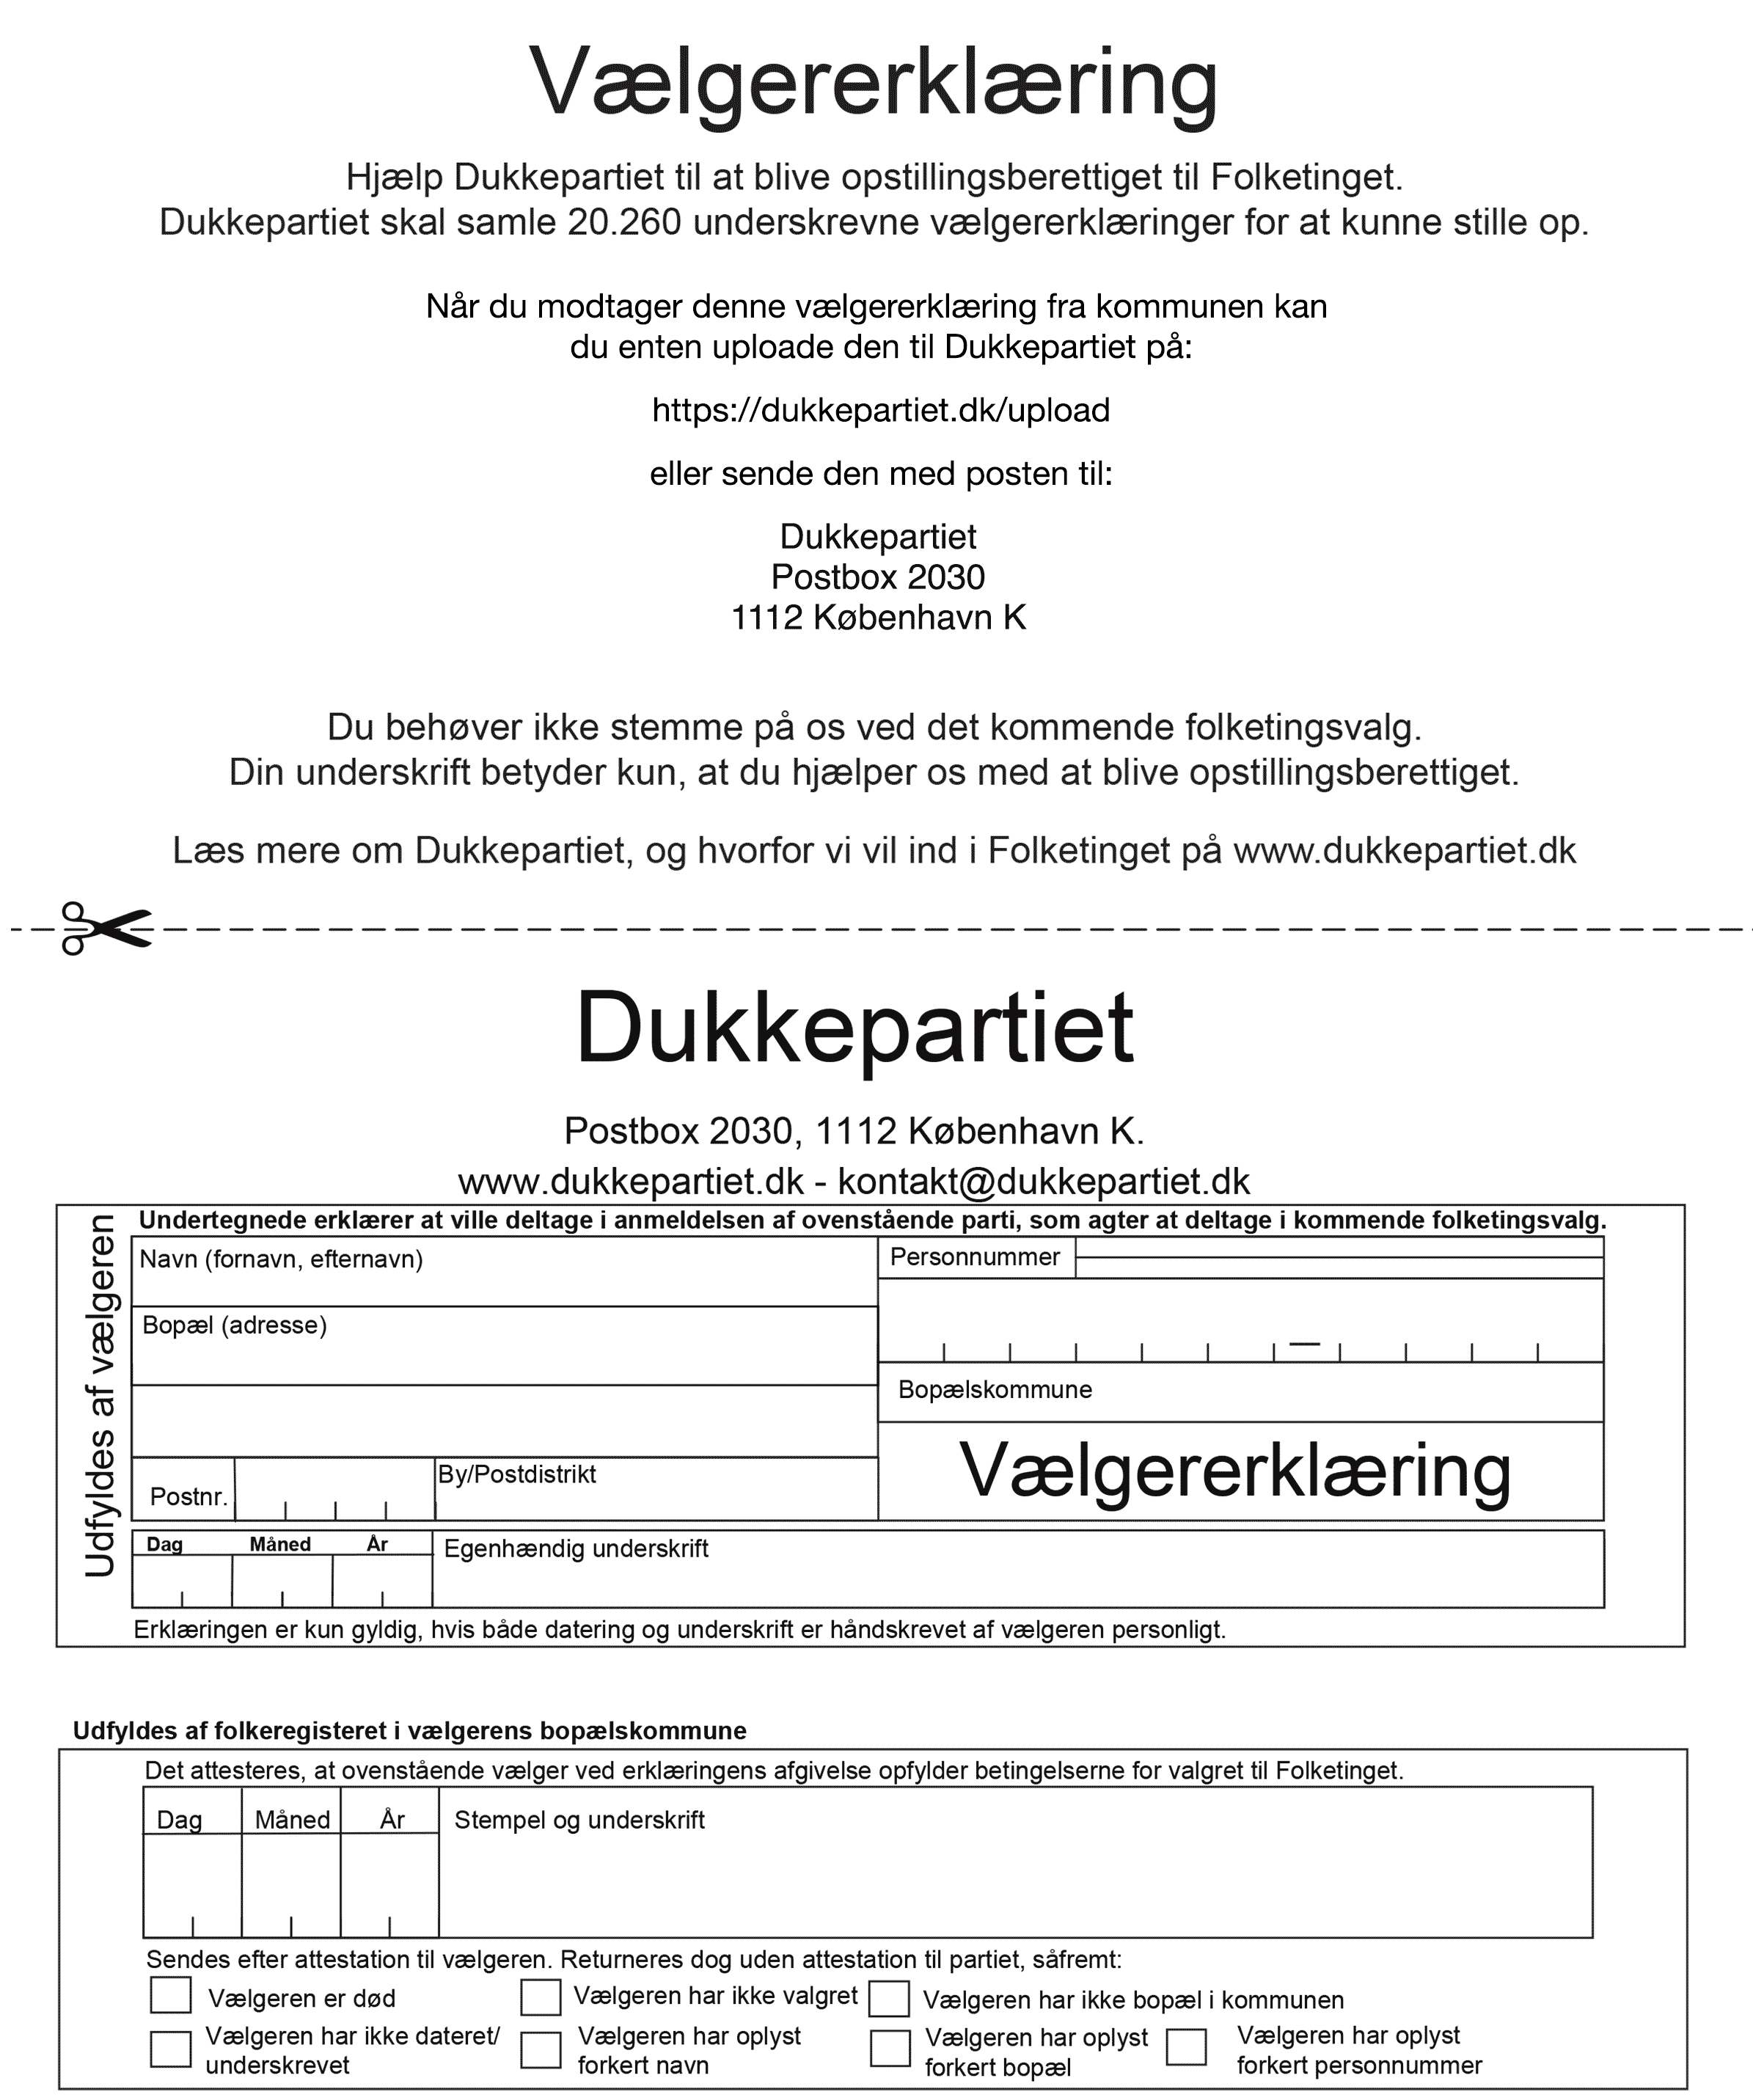 Vælgererklæring
Hjælp Dukkepartiet til at blive opstillingsberettiget til Folketinget.
Dukkepartiet skal samle 20.260 underskrevne vælgererklæringer for at kunne stille op.
Når du modtager denne vælgererklæring fra kommunen kan
du enten uploade den til Dukkepartiet på:
https://dukkepartiet.dk/upload
eller sende den med posten til:
Dukkepartiet
Postbox 2030
1112 København K
Du behøver ikke stemme på os ved det kommende folketingsvalg.
Din underskrift betyder kun, at du hjælper os med at blive opstillingsberettiget.
Læs mere om Dukkepartiet, og hvorfor vi vil ind i Folketinget på www.dukkepartiet.dk
Dukkepartiet
Postbox 2030, 1112 København K.
www.dukkepartiet.dk - kontakt@dukkepartiet.dk
Udfyldes af vælgeren
Undertegnede erklærer at ville deltage i anmeldelsen af ovenstående parti, som agter at deltage i kommende folketingsvalg.
Navn (fornavn, efternavn)
Personnummer
Bopæl (adresse)
Bopælskommune
Vælgererklæring
Postnr.
By/Postdistrikt
Dag Måned År
Egenhændig underskrift
Erklæringen er kun gyldig, hvis både datering og underskrift er håndskrevet af vælgeren personligt.
Udfyldes af folkeregisteret i vælgerens bopælskommune
Det attesteres, at ovenstående vælger ved erklæringens afgivelse opfylder betingelserne for valgret til Folketinget.
Dag Måned År
Stempel og underskrift
Sendes efter attestation til vælgeren. Returneres dog uden attestation til partiet, såfremt:
Vælgeren er død
Vælgeren har ikke valgret
Vælgeren har ikke bopæl i kommunen
Vælgeren har ikke dateret/
underskrevet
Vælgeren har oplyst
forkert navn
Vælgeren har oplyst
forkert bopæl
Vælgeren har oplyst
forkert personnummer